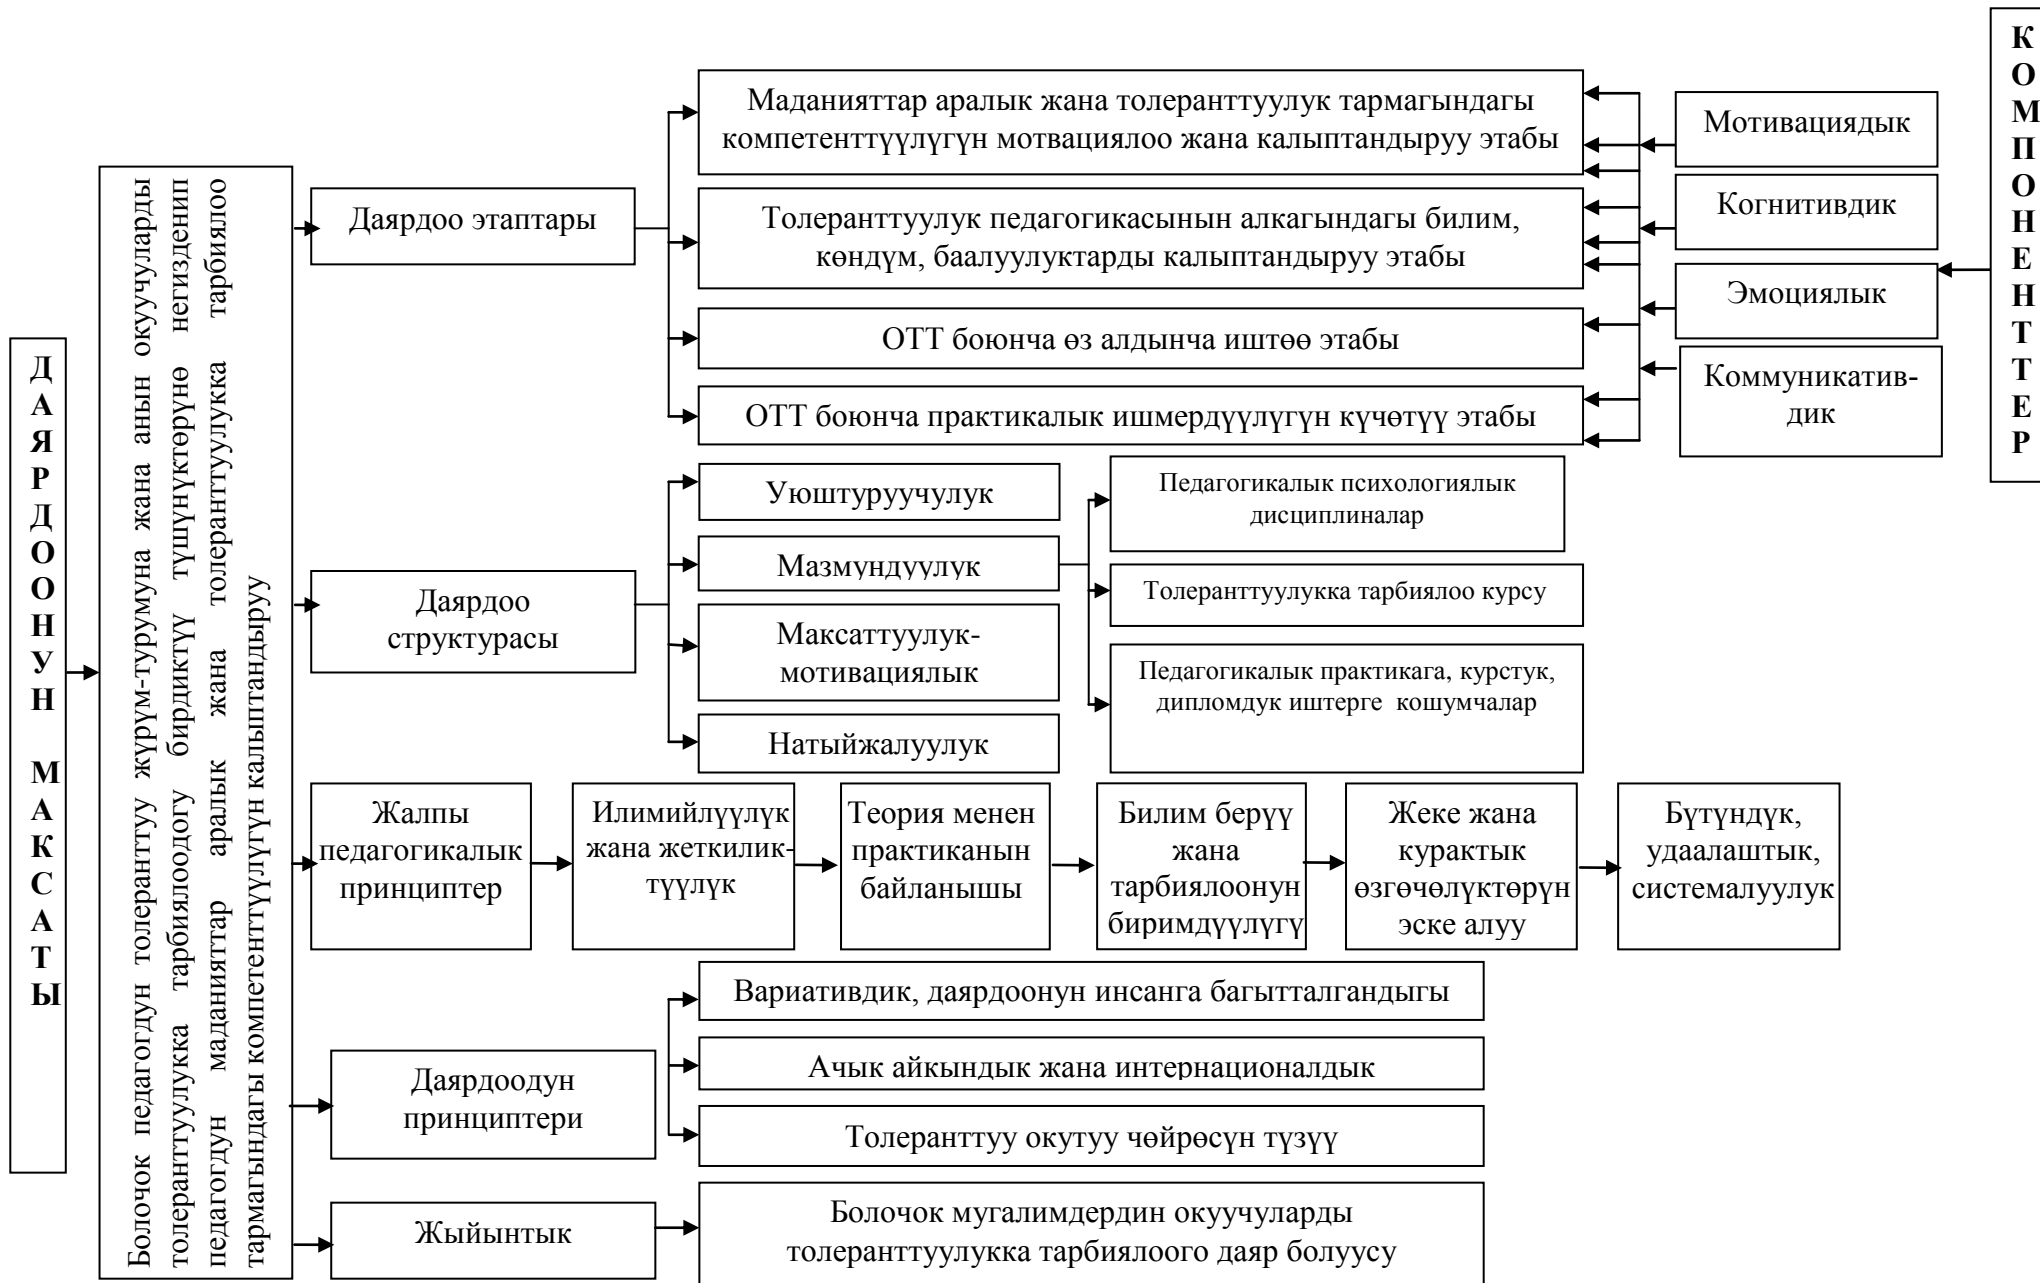 ДАЯРДООНУН МАКСАТЫ
Болочок педагогдун толеранттуу жүрүм-турумуна жана анын окуучуларды
толеранттуулукка тарбиялоодогу бирдиктүү түшүнүктөрүнө негизденип
педагогдун маданияттар аралык жана толеранттуулукка тарбиялоо
тармагындагы компетенттүүлүгүн калыптандыруу
Даярдоо этаптары
Маданияттар аралык жана толеранттуулук тармагындагы
компетенттүүлүгүн мотвациялоо жана калыптандыруу этабы
Толеранттуулук педагогикасынын алкагындагы билим,
көндүм, баалуулуктарды калыптандыруу этабы
ОТТ боюнча өз алдынча иштөө этабы
ОТТ боюнча практикалык ишмердүүлүгүн күчөтүү этабы
Мотивациядык
Когнитивдик
Эмоциялык
Коммуникатив-
дик
КОМПОНЕНТТЕР
Даярдоо
структурасы
Уюштуруучулук
Мазмундуулук
Максаттуулук-
мотивациялык
Натыйжалуулук
Педагогикалык психологиялык
дисциплиналар
Толеранттуулукка тарбиялоо курсу
Педагогикалык практикага, курстук,
дипломдук иштерге кошумчалар
Жалпы
педагогикалык
принциптер
Илимийлүүлүк
жана жеткилик-
түүлүк
Теория менен
практиканын
байланышы
Билим берүү
жана
тарбиялоонун
биримдүүлүгү
Жеке жана
курактык
өзгөчөлүктөрүн
эске алуу
Бүтүндүк,
удаалаштык,
системалуулук
Даярдоодун
принциптери
Вариативдик, даярдоонун инсанга багытталгандыгы
Ачык айкындык жана интернационалдык
Толеранттуу окутуу чөйрөсүн түзүү
Жыйынтык
Болочок мугалимдердин окуучуларды
толеранттуулукка тарбиялоого даяр болуусу